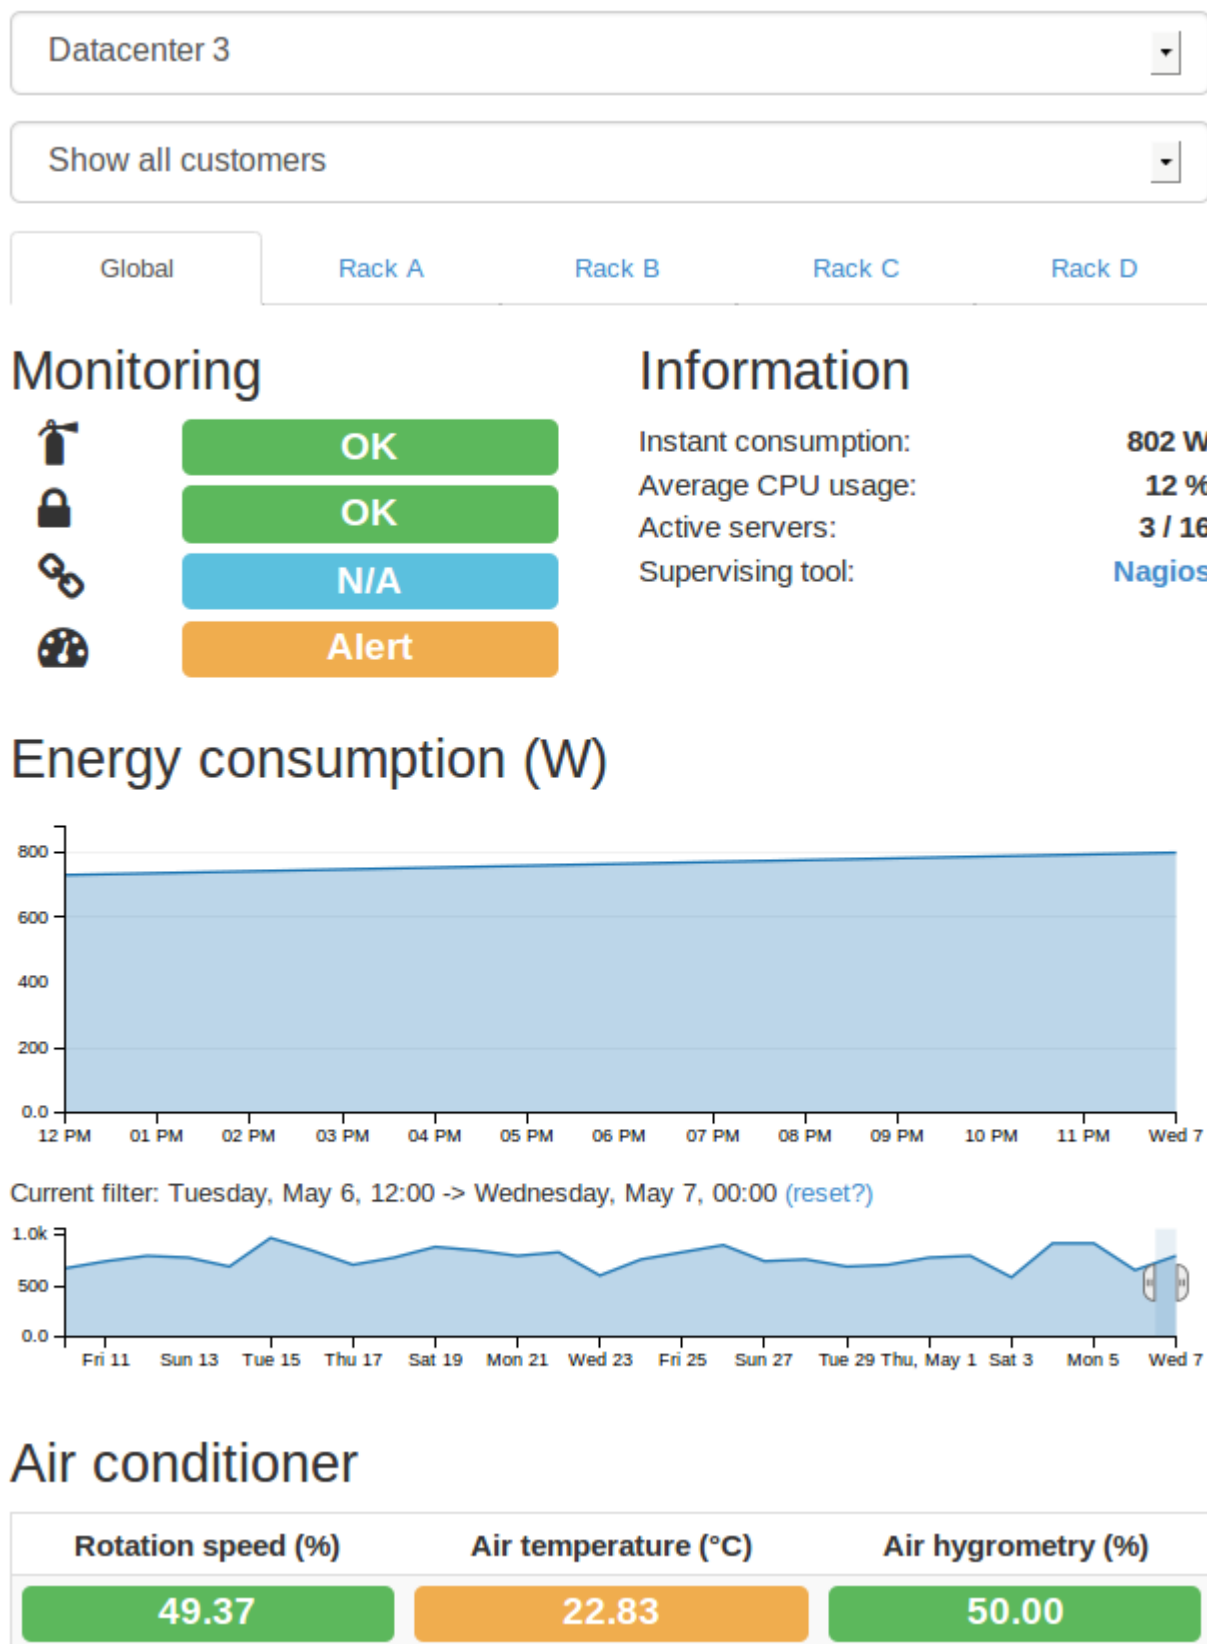 Datacenter 3
Show all customers
Global Rack A Rack B Rack C Rack D
Monitoring
OK
OK
N/A
Alert
Information
Instant consumption: 802 W
Average CPU usage: 12 %
Active servers: 3 / 16
Supervising tool: Nagios
Energy consumption (W)
800
600
400
200
0.0
12 PM 01 PM 02 PM 03 PM 04 PM 05 PM 06 PM 07 PM 08 PM 09 PM 10 PM 11 PM Wed 7
Current filter: Tuesday, May 6, 12:00 -> Wednesday, May 7, 00:00 (reset?)
1.0k
500
0.0
Fri 11 Sun 13 Tue 15 Thu 17 Sat 19 Mon 21 Wed 23 Fri 25 Sun 27 Tue 29 Thu, May 1 Sat 3 Mon 5 Wed 7
Air conditioner
Rotation speed (%) Air temperature (°C) Air hygrometry (%)
49.37 22.83 50.00